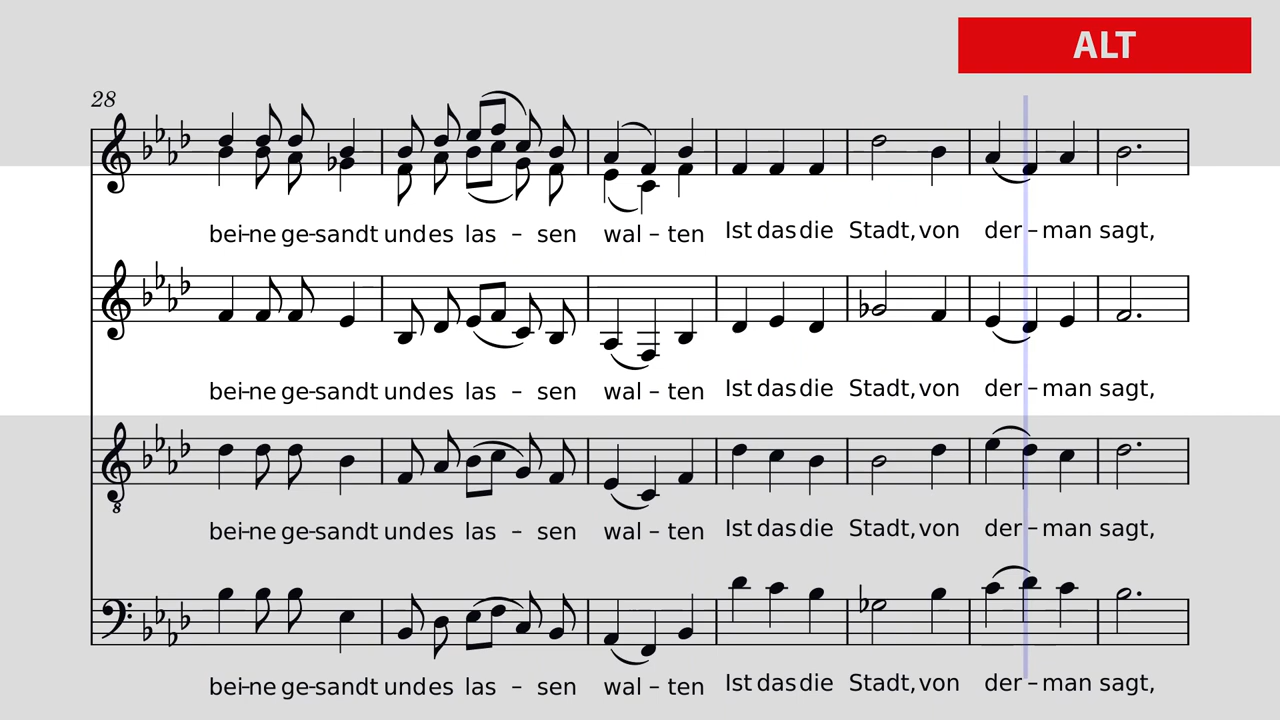 ALT
28
bei-ne ge-sandt und es las - sen wal - ten Ist das die Stadt, von der - man sagt,
bei-ne ge-sandt und es las - sen wal - ten Ist das die Stadt, von der - man sagt,
8
bei-ne ge-sandt und es las - sen wal - ten Ist das die Stadt, von der - man sagt,
bei-ne ge-sandt und es las - sen wal - ten Ist das die Stadt, von der - man sagt,